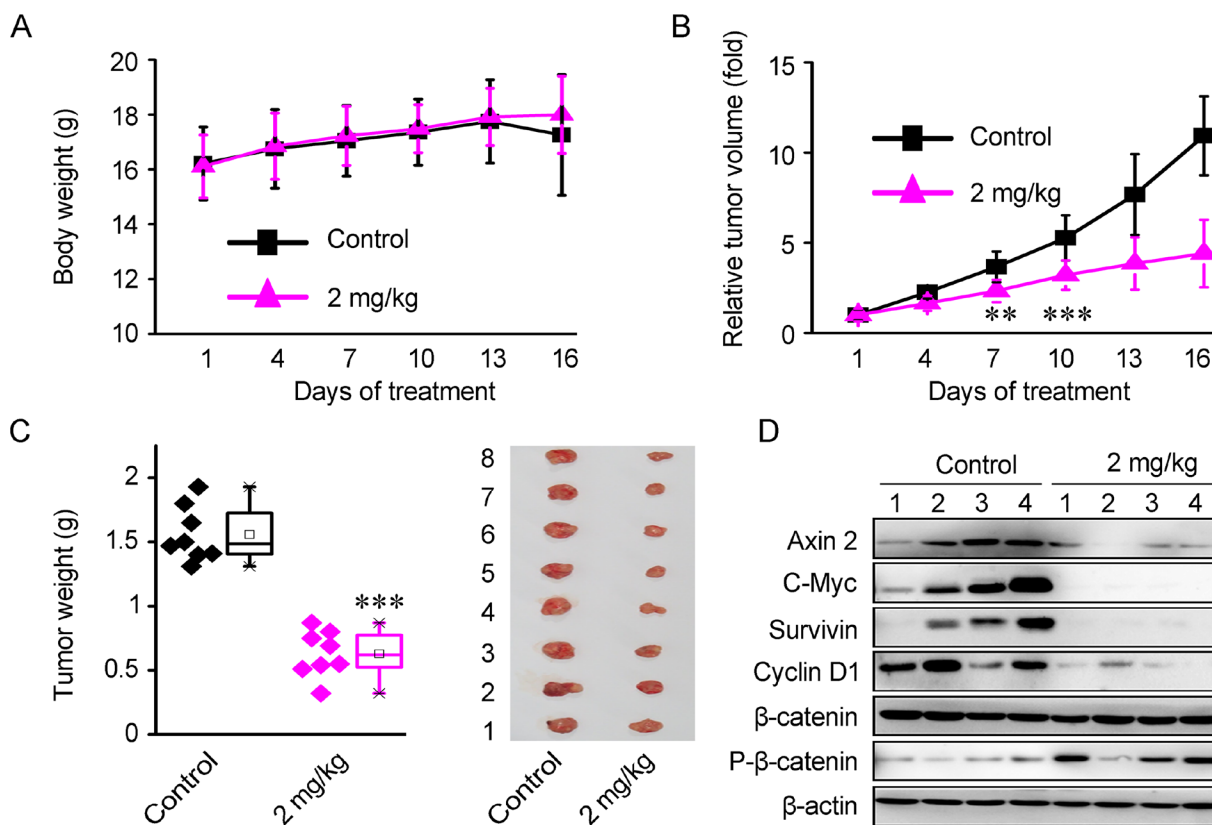 A
Body weight (g)
20
18
16
14
12
10
Control
2 mg/kg
1 4 7 10 13 16
Days of treatment
B
Relative tumor volume (fold)
15
10
5
0
Control
2 mg/kg
** ***
1 4 7 10 13 16
Days of treatment
C
Tumor weight (g)
2
1.5
1
0.5
0
***
Control 2 mg/kg
8
7
6
5
4
3
2
1
Control 2 mg/kg
D
Control 2 mg/kg
1 2 3 4 1 2 3 4
Axin 2
C-Myc
Survivin
Cyclin D1
β-catenin
P-β-catenin
β-actin